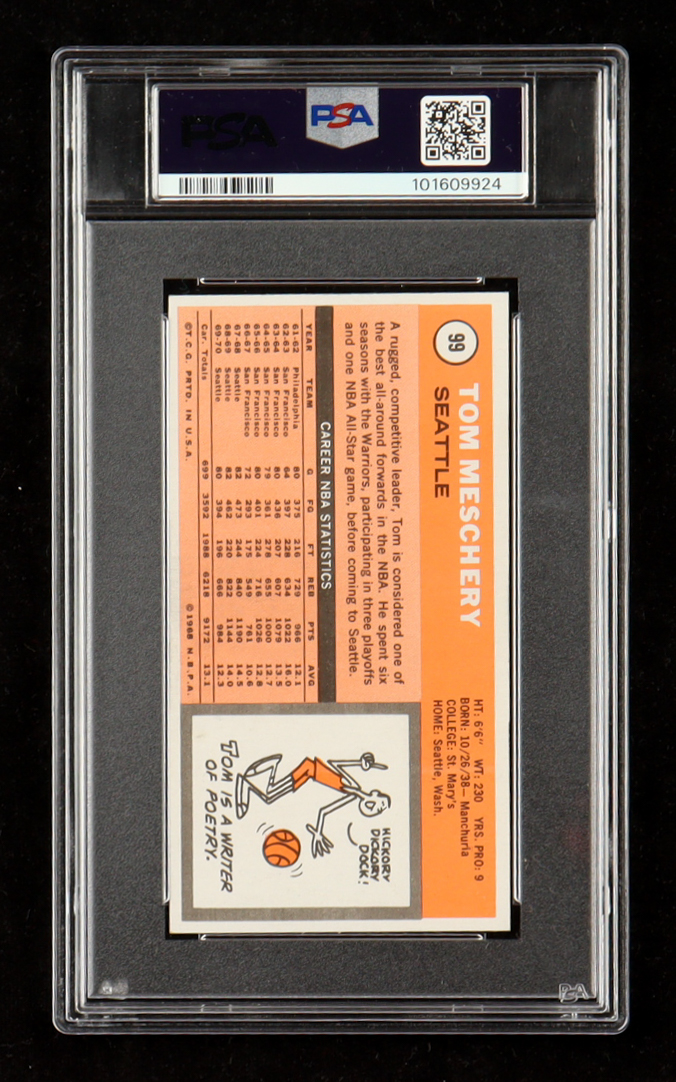 PSA
PSA
101609924
99
TOM MESCHERY
SEATTLE
HT: 6'6" WT: 230 YRS. PRO: 9
BORN: 10/26/38— Manchuria
COLLEGE: St. Mary's
HOME: Seattle, Wash.
A rugged, competitive leader, Tom is considered one of
the best all-around forwards in the NBA. He spent six
seasons with the Warriors, participating in three playoffs
and one NBA All-Star game, before coming to Seattle.
CAREER NBA STATISTICS
YEAR TEAM G FG FT REB PTS AVG
61-62 Philadelphia 80 375 216 729 966 12.1
62-63 San Francisco 64 397 228 634 1022 16.0
63-64 San Francisco 80 436 207 607 1079 13.5
64-65 San Francisco 79 361 278 655 1000 12.7
65-66 San Francisco 80 401 224 716 1026 12.8
66-67 San Francisco 72 293 175 549 761 10.6
67-68 Seattle 82 473 244 840 1190 14.5
68-69 Seattle 82 462 220 822 1144 14.0
69-70 Seattle 80 394 196 666 984 12.3
Car. Totals 699 3592 1988 6218 9172 13.1
©T.C.G. PRTD. IN U.S.A. ©1968 N.B.P.A.
HICKORY
DICKORY
DOCK!
TOM IS A WRITER
OF POETRY.
PSA